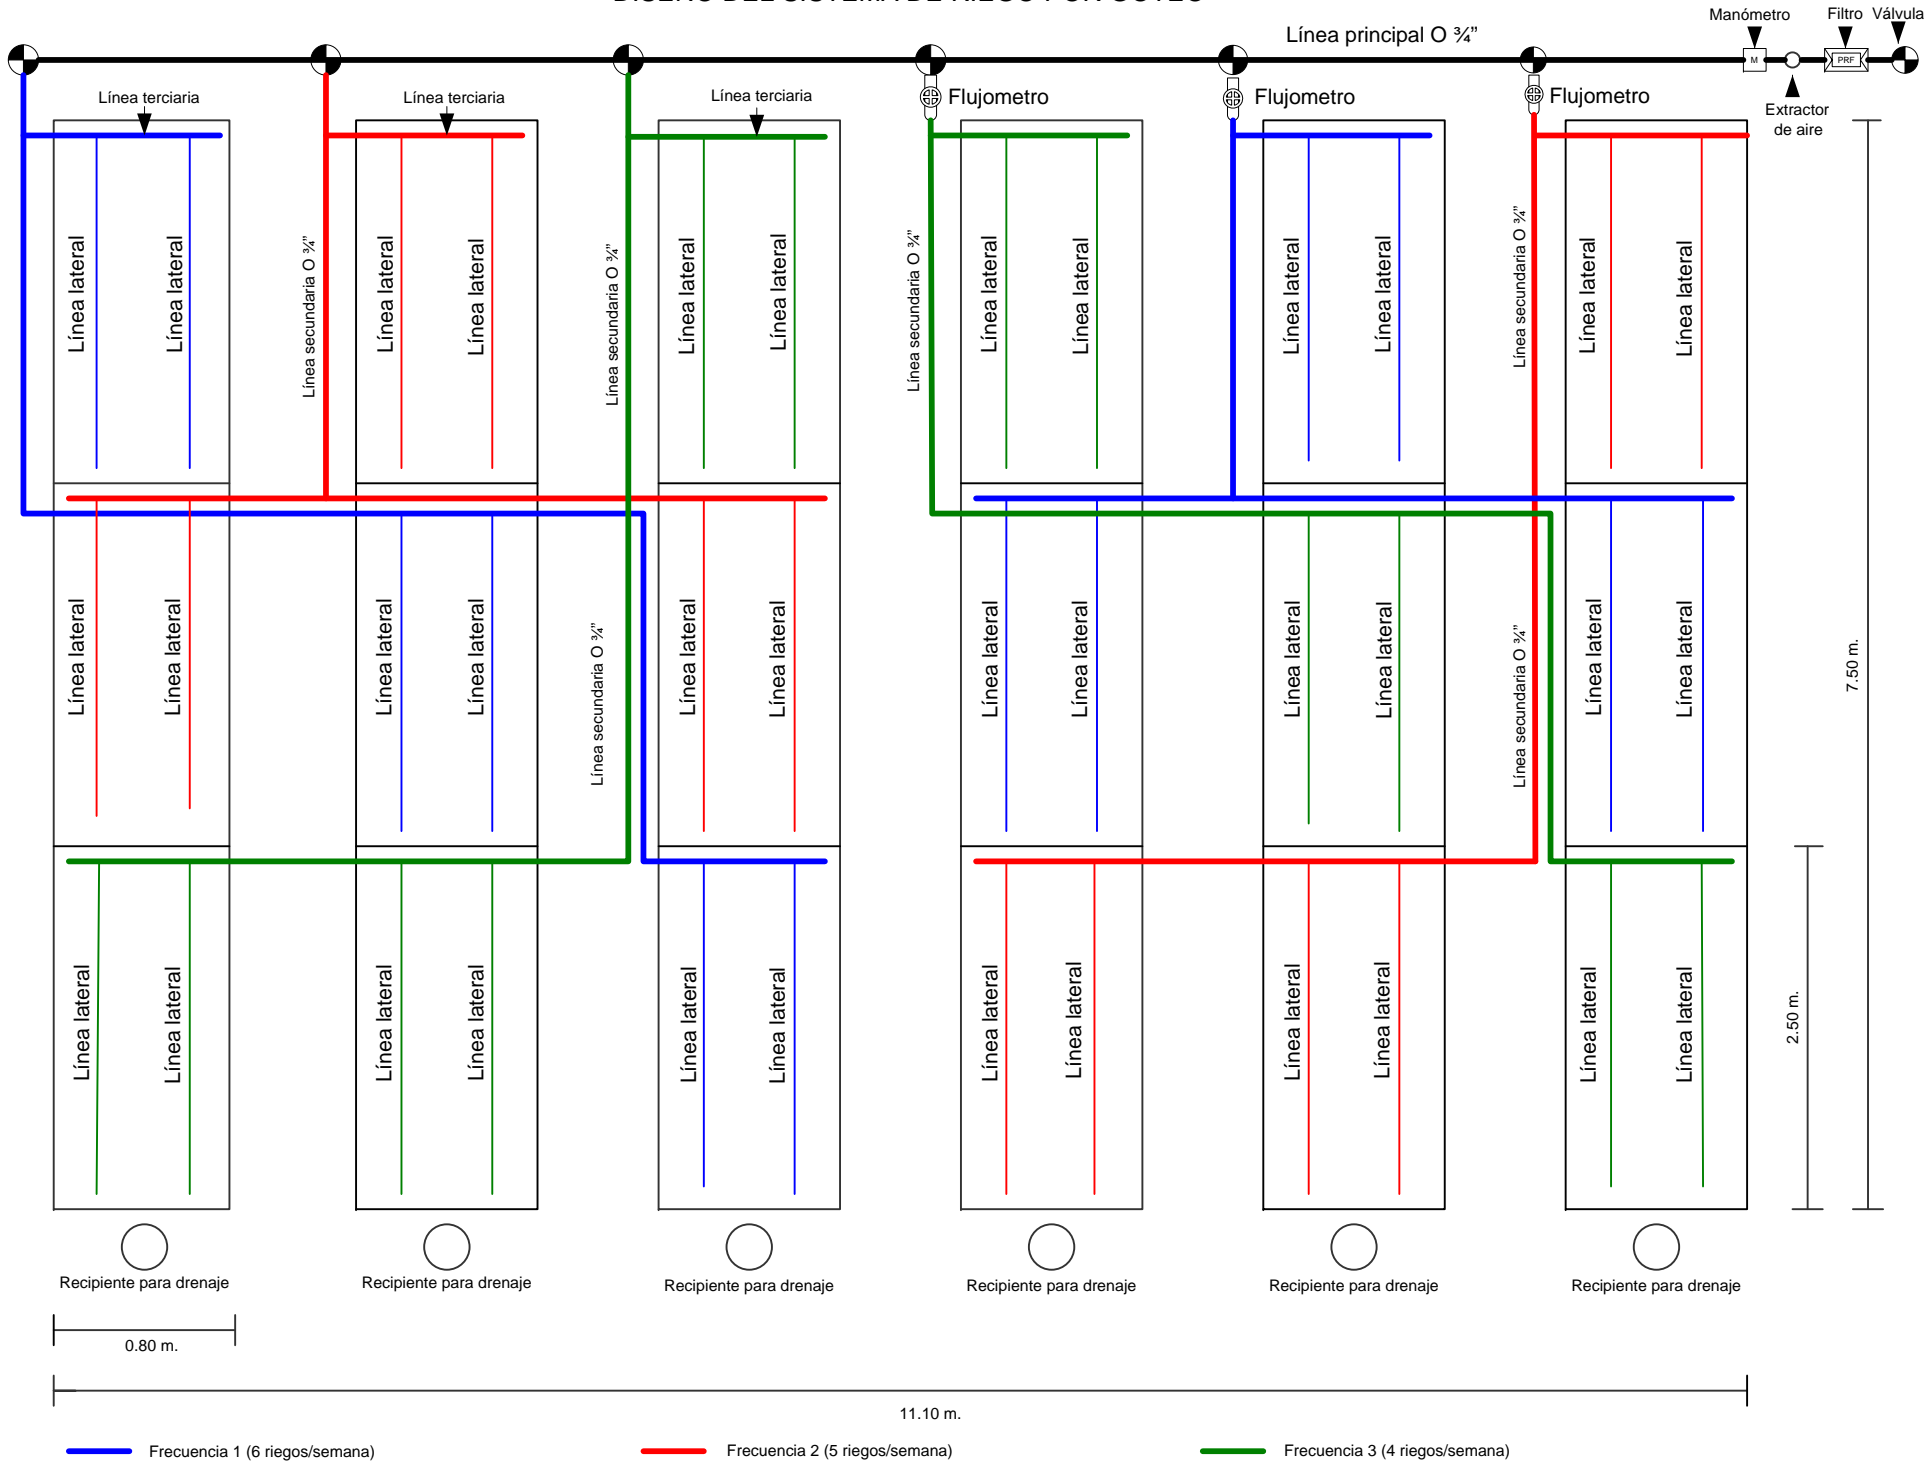 DISEÑO DEL SISTEMA DE RIEGO POR GOTEO
Manómetro
Filtro
Válvula
Línea principal O ¾”
M
PRF
Extractor
de aire
Línea terciaria
Línea terciaria
Línea terciaria
Flujometro
Flujometro
Flujometro
Línea lateral
Línea lateral
Línea secundaria O ¾”
Línea lateral
Línea lateral
Línea secundaria O ¾”
Línea lateral
Línea lateral
Línea secundaria O ¾”
Línea lateral
Línea lateral
Línea lateral
Línea lateral
Línea secundaria O ¾”
Línea lateral
Línea lateral
Línea lateral
Línea lateral
Línea lateral
Línea lateral
Línea secundaria O ¾”
Línea lateral
Línea lateral
Línea lateral
Línea lateral
Línea lateral
Línea lateral
Línea secundaria O ¾”
Línea lateral
Línea lateral
7.50 m.
Línea lateral
Línea lateral
Línea lateral
Línea lateral
Línea lateral
Línea lateral
Línea lateral
Línea lateral
Línea lateral
Línea lateral
Línea lateral
Línea lateral
2.50 m.
Recipiente para drenaje
Recipiente para drenaje
Recipiente para drenaje
Recipiente para drenaje
Recipiente para drenaje
Recipiente para drenaje
0.80 m.
11.10 m.
Frecuencia 1 (6 riegos/semana)
Frecuencia 2 (5 riegos/semana)
Frecuencia 3 (4 riegos/semana)